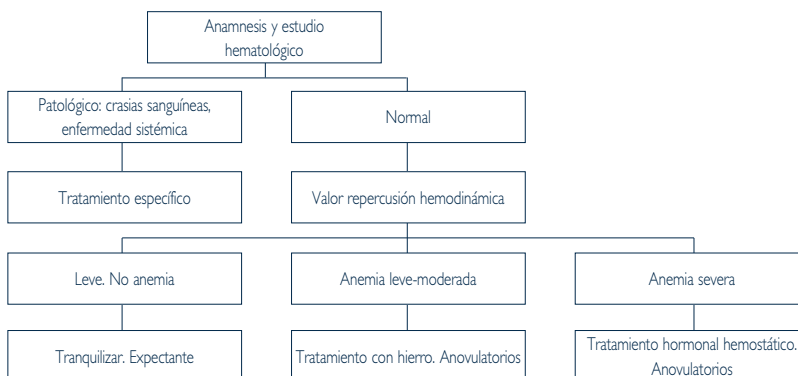 Anamnesis y estudio
hematológico
Patológico: crasias sanguíneas,
enfermedad sistémica
Normal
Tratamiento específico
Valor repercusión hemodinámica
Leve. No anemia
Anemia leve-moderada
Anemia severa
Tranquilizar. Expectante
Tratamiento con hierro. Anovulatorios
Tratamiento hormonal hemostático.
Anovulatorios